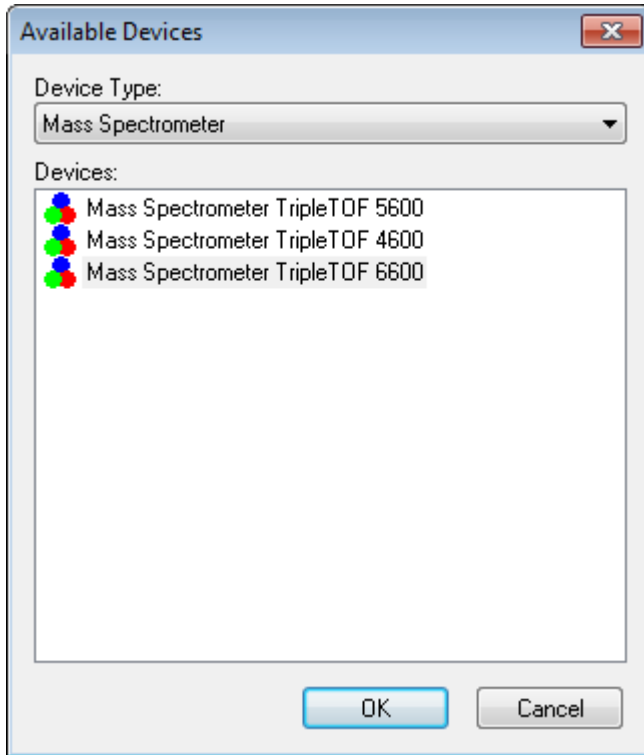 Available Devices
Device Type:
Mass Spectrometer
Devices:
Mass Spectrometer TripleTOF 5600
Mass Spectrometer TripleTOF 4600
Mass Spectrometer TripleTOF 6600
OK
Cancel